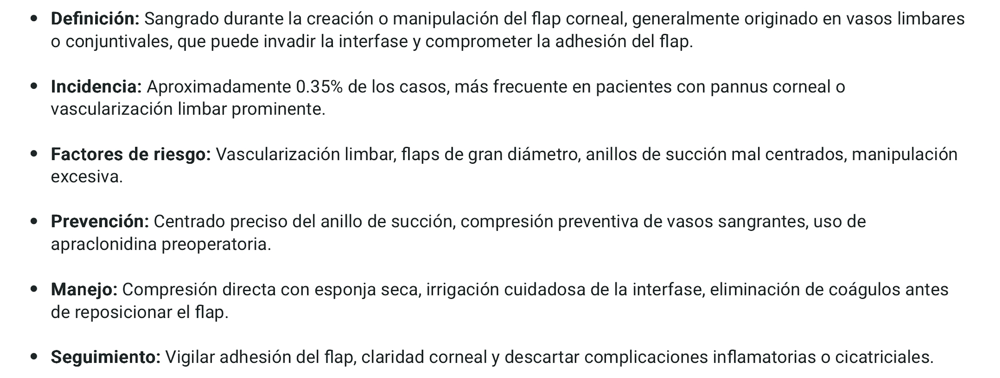 • Definición: Sangrado durante la creación o manipulación del flap corneal, generalmente originado en vasos limbares
o conjuntivales, que puede invadir la interfase y comprometer la adhesión del flap.
• Incidencia: Aproximadamente 0.35% de los casos, más frecuente en pacientes con pannus corneal o
vascularización limbar prominente.
• Factores de riesgo: Vascularización limbar, flaps de gran diámetro, anillos de succión mal centrados, manipulación
excesiva.
• Prevención: Centrado preciso del anillo de succión, compresión preventiva de vasos sangrantes, uso de
apraclonidina preoperatoria.
• Manejo: Compresión directa con esponja seca, irrigación cuidadosa de la interfase, eliminación de coágulos antes
de reposicionar el flap.
• Seguimiento: Vigilar adhesión del flap, claridad corneal y descartar complicaciones inflamatorias o cicatriciales.